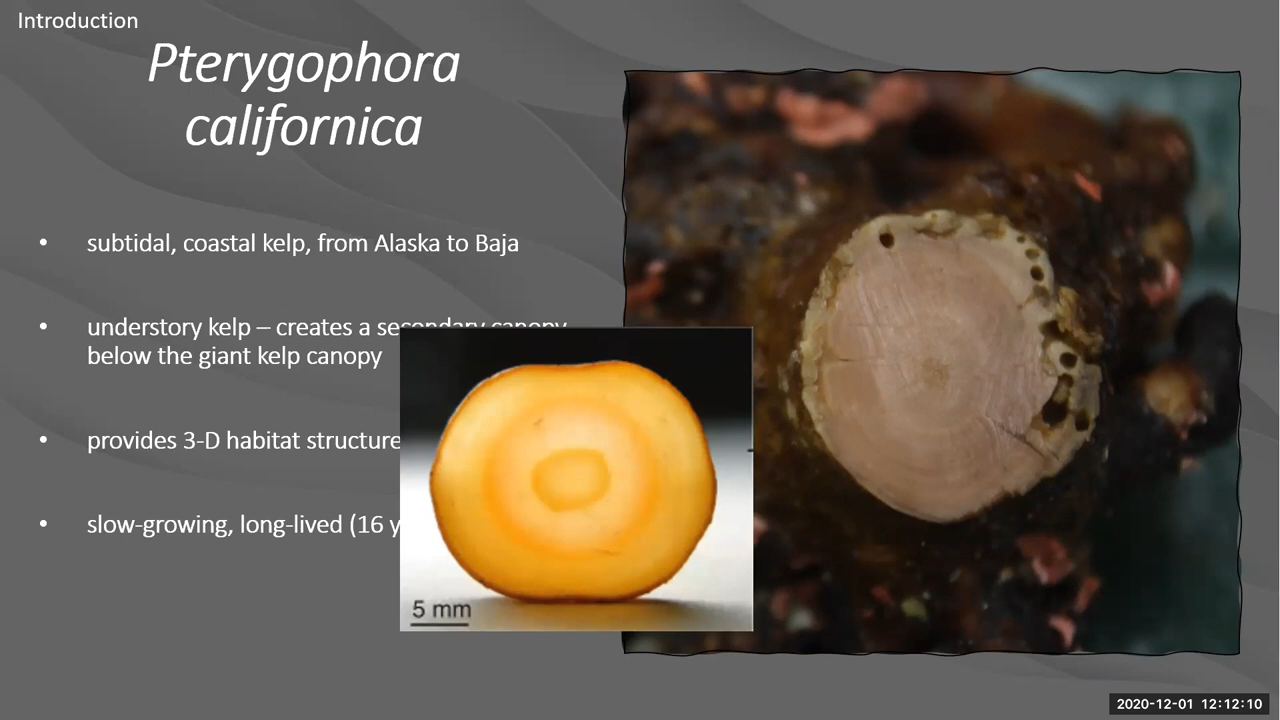 Introduction
Pterygophora
californica
• subtidal, coastal kelp, from Alaska to Baja
• understory kelp – creates a secondary canopy
below the giant kelp canopy
• provides 3-D habitat structure
• slow-growing, long-lived (16 y
5 mm
2020-12-01 12:12:10